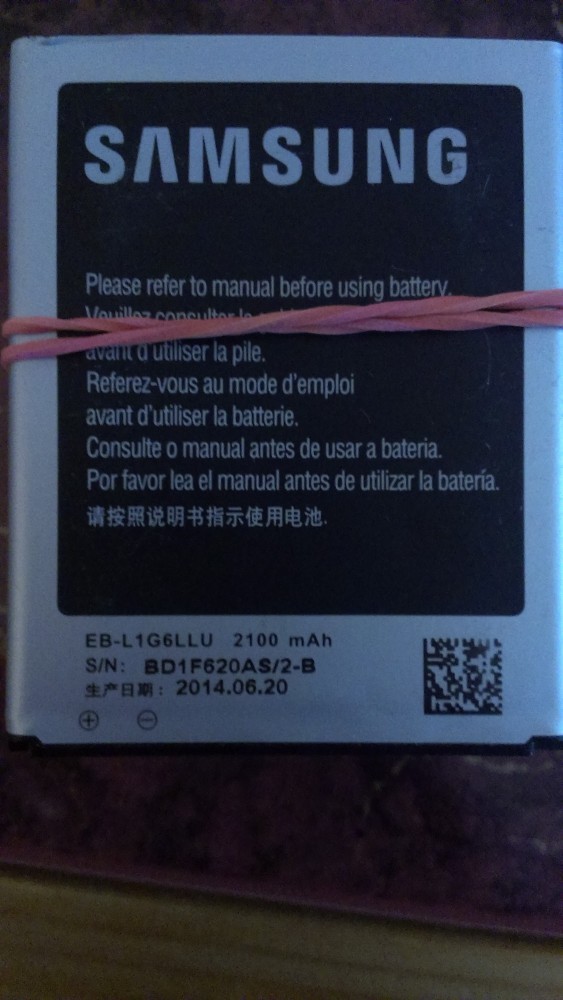 SAMSUNG
Please refer to manual before using battery.
Veuillez consulter le
avant d'utiliser la pile.
Referez-vous au mode d'emploi
avant d'utiliser la batterie.
Consulte o manual antes de usar a bateria.
Por favor lea el manual antes de utilizar la batería.
请按照说明书指示使用电池.
EB-L1G6LLU 2100 mAh
S/N: BD1F620AS/2-B
生产日期: 2014.06.20